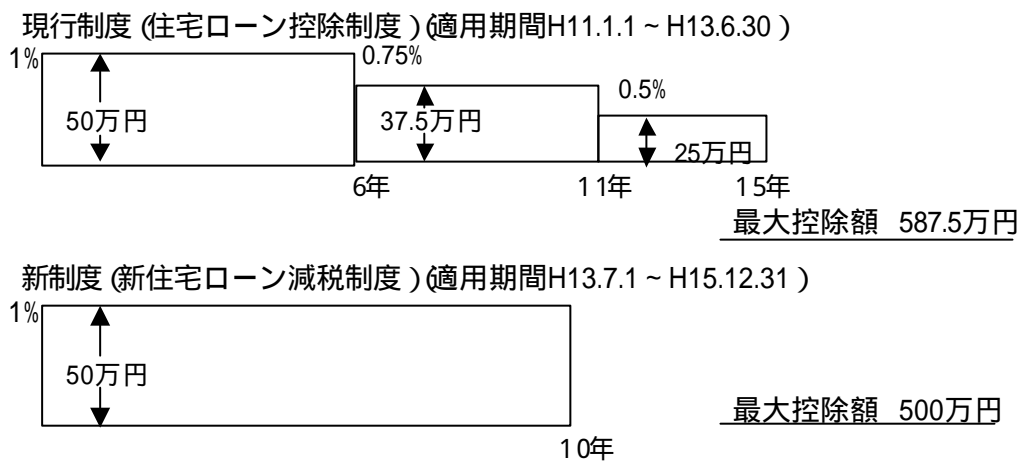 現行制度 (住宅ローン控除制度 ) (適用期間H11.1.1 ~ H13.6.30 )
1%
0.75%
0.5%
50万円
37.5万円
25万円
6年
11年
15年
最大控除額 587.5万円
新制度 (新住宅ローン減税制度 ) (適用期間H13.7.1 ~ H15.12.31 )
1%
50万円
最大控除額 500万円
10年